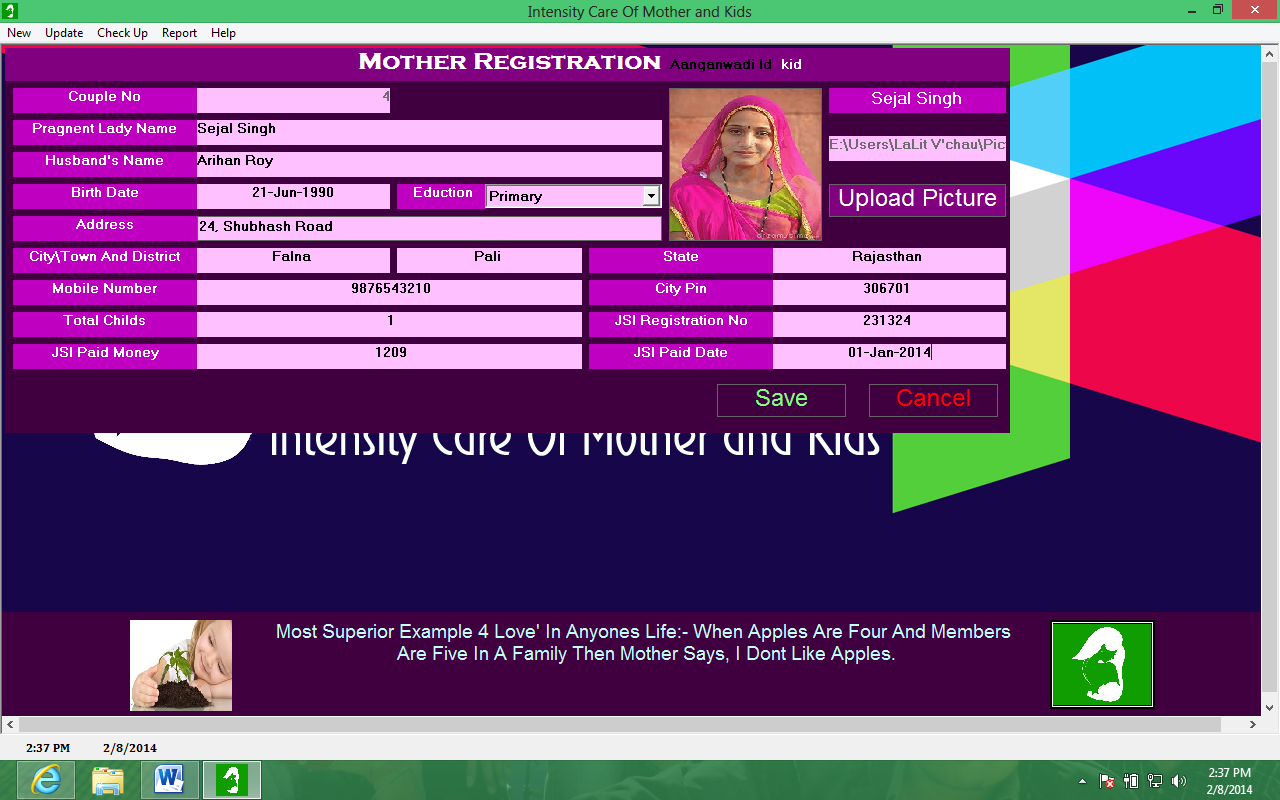 Intensity Care Of Mother and Kids
New Update Check Up Report Help
Mother Registration Aanganwadi Id kid
Couple No 4
Sejal Singh
Pragnent Lady Name Sejal Singh
E:\Users\LaLit V'chau\Pic
Husband's Name Arihan Roy
Birth Date 21-Jun-1990 Eduction Primary
Upload Picture
Address 24, Shubhash Road
dreamstime
City\Town And District Falna Pali State Rajasthan
Mobile Number 9876543210 City Pin 306701
Total Childs 1 JSI Registration No 231324
JSI Paid Money 1209 JSI Paid Date 01-Jan-2014
Save Cancel
Intensity Care Of Mother and Kids
Most Superior Example 4 Love' In Anyones Life:- When Apples Are Four And Members
Are Five In A Family Then Mother Says, I Dont Like Apples.
2:37 PM 2/8/2014
2:37 PM
2/8/2014